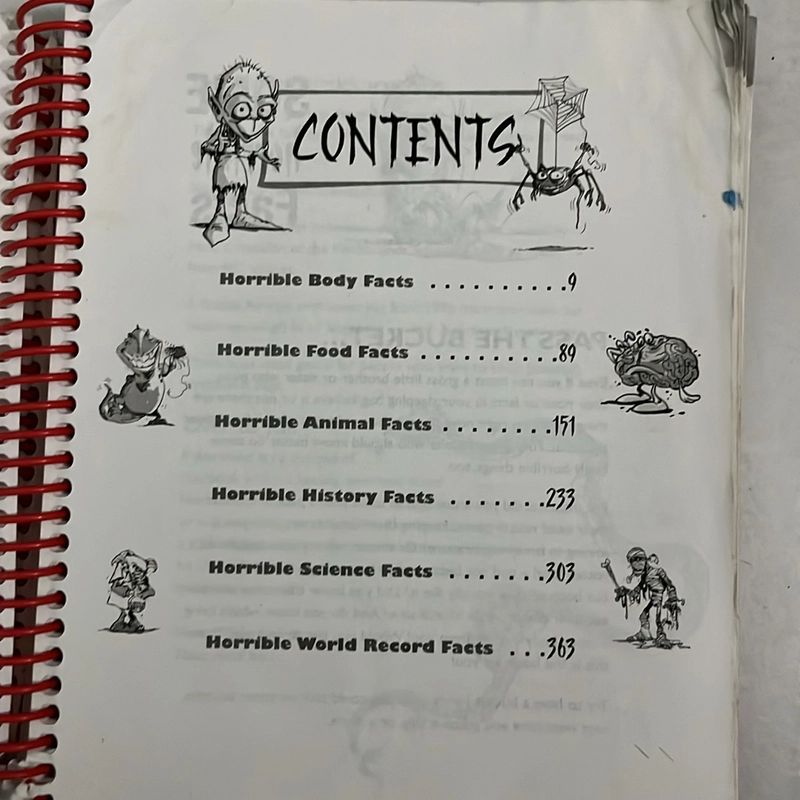 CONTENTS
Horrible Body Facts ..........9
Horrible Food Facts ..........89
Horrible Animal Facts ........151
Horrible History Facts .......233
Horrible Science Facts .......303
Horrible World Record Facts ...363